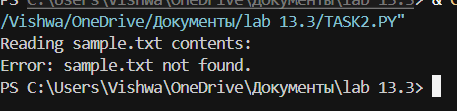 PS C:\Users\Vishwa\OneDrive\Документы\lab 13.3> & C
/Vishwa/OneDrive/Документы/lab 13.3/TASK2.PY"
Reading sample.txt contents:
Error: sample.txt not found.
PS C:\Users\Vishwa\OneDrive\Документы\lab 13.3>